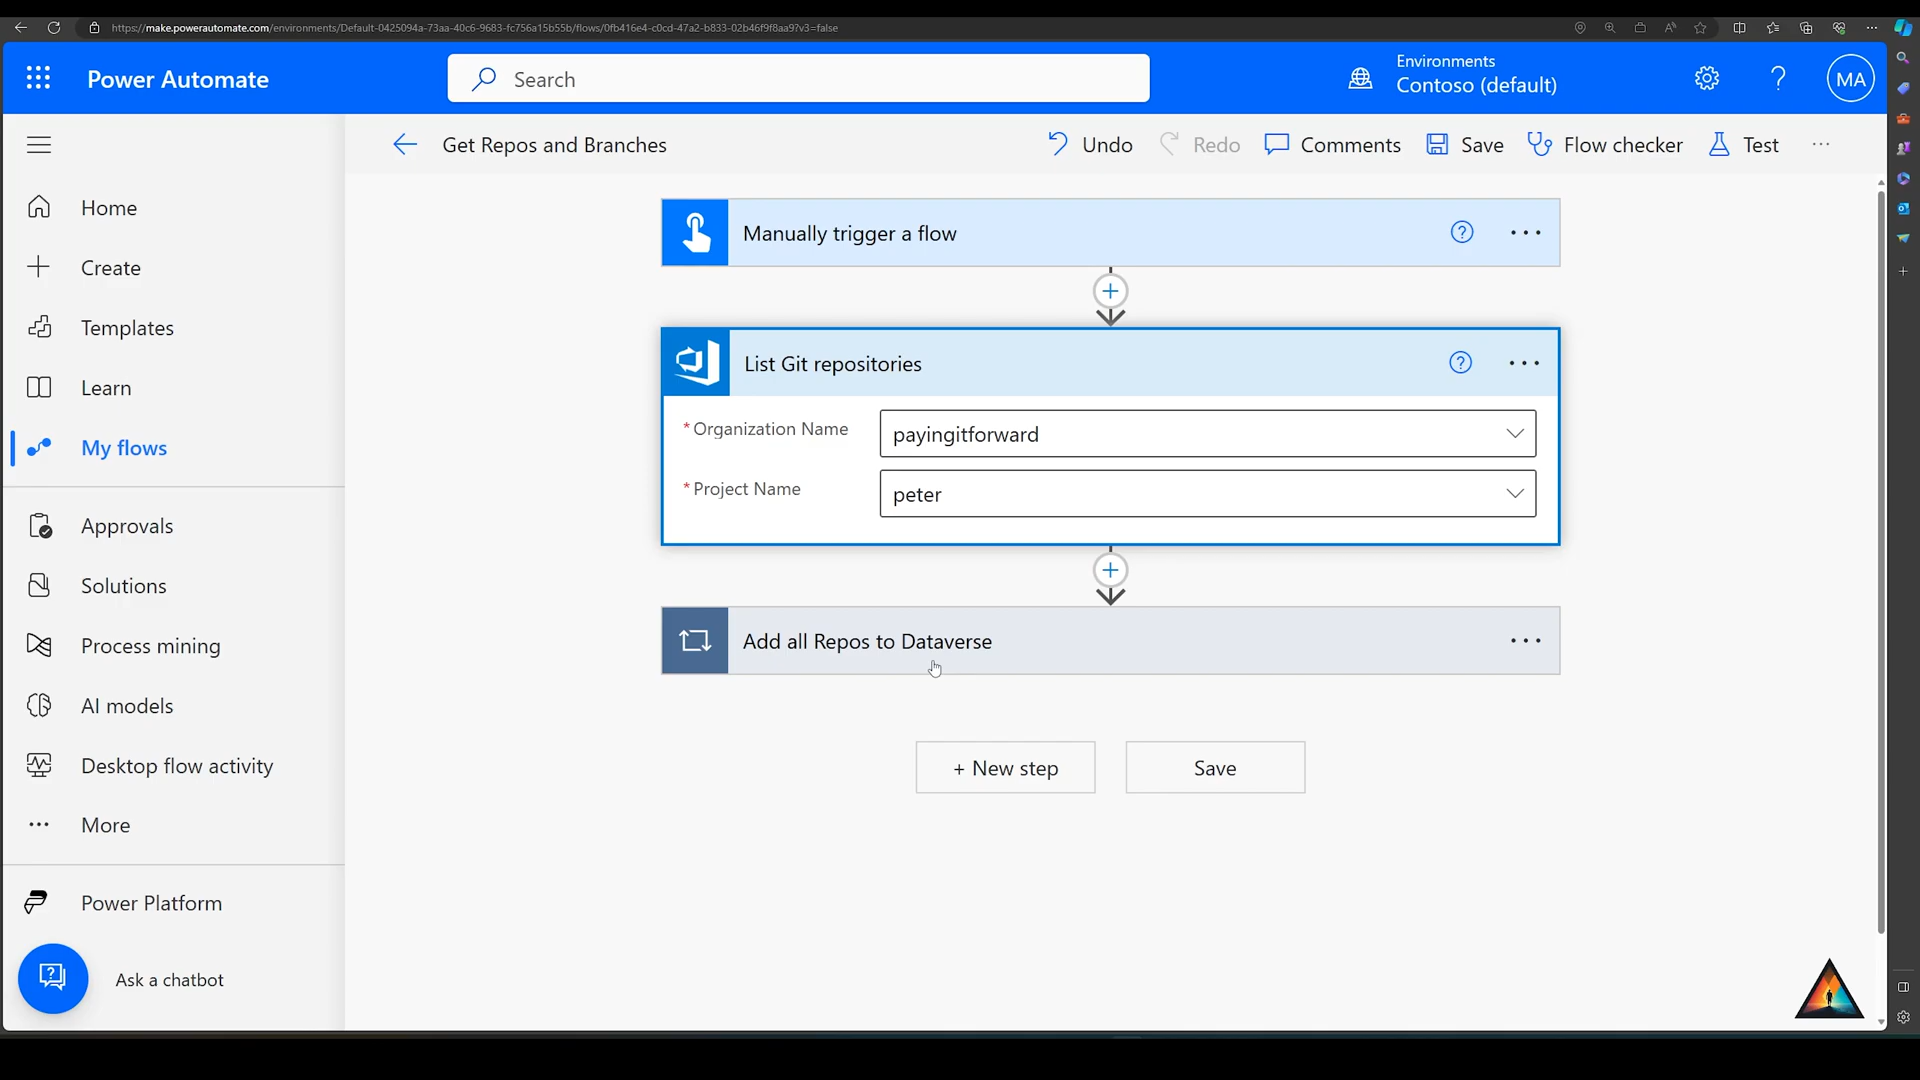 https://make.powerautomate.com/environments/Default-0425094a-73aa-40c6-9683-fc756a15b55b/flows/0fb416e4-c0cd-47a2-b833-02b46f9f8aa9?v3=false
Power Automate
Search
Environments
Contoso (default)
MA
Get Repos and Branches
Undo
Redo
Comments
Save
Flow checker
Test
Home
Create
Templates
Learn
My flows
Approvals
Solutions
Process mining
AI models
Desktop flow activity
More
Power Platform
Ask a chatbot
Manually trigger a flow
List Git repositories
* Organization Name
payingitforward
* Project Name
peter
Add all Repos to Dataverse
+ New step
Save